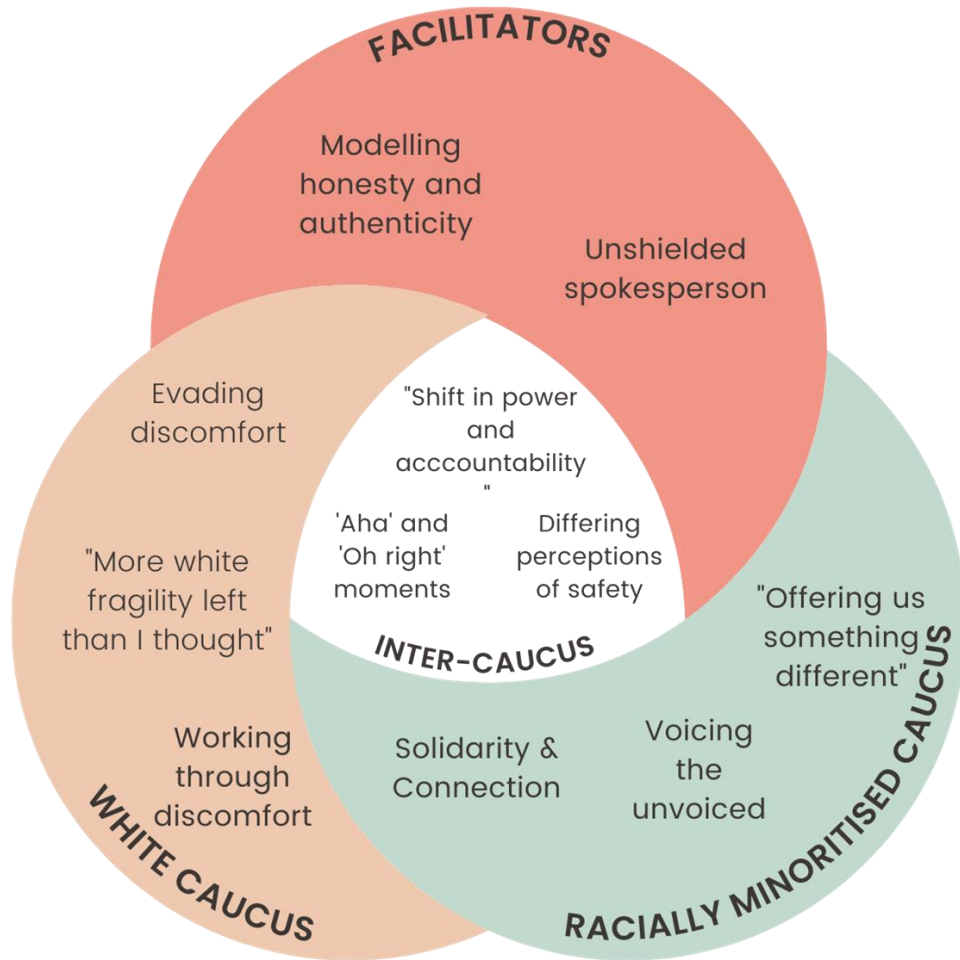 FACILITATORS
Modelling
honesty and
authenticity
Unshielded
spokesperson
Evading
discomfort
"More white
fragility left
than I thought"
Working
through
discomfort
WHITE CAUCUS
"Shift in power
and
acccountability
"
'Aha' and
'Oh right'
moments
Differing
perceptions
of safety
INTER-CAUCUS
"Offering us
something
different"
Voicing
the
unvoiced
Solidarity &
Connection
RACIALLY MINORITISED CAUCUS